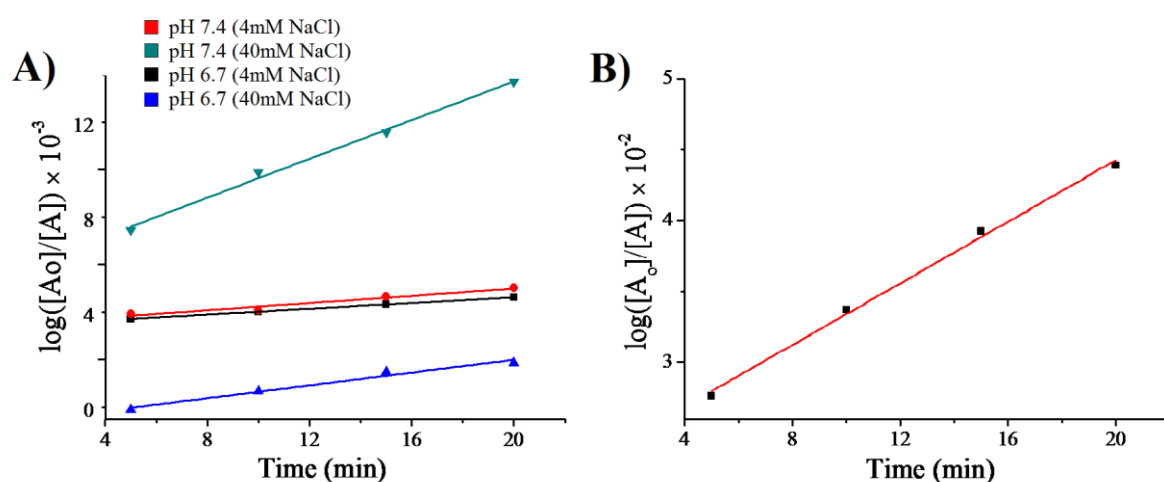 pH 7.4 (4mM NaCl)
pH 7.4 (40mM NaCl)
pH 6.7 (4mM NaCl)
pH 6.7 (40mM NaCl)
A)
log([Ao]/[A]) × 10⁻³
12
8
4
0
4 8 12 16 20
Time (min)
B)
log([Aₒ]/[A]) × 10⁻²
5
4
3
4 8 12 16 20
Time (min)